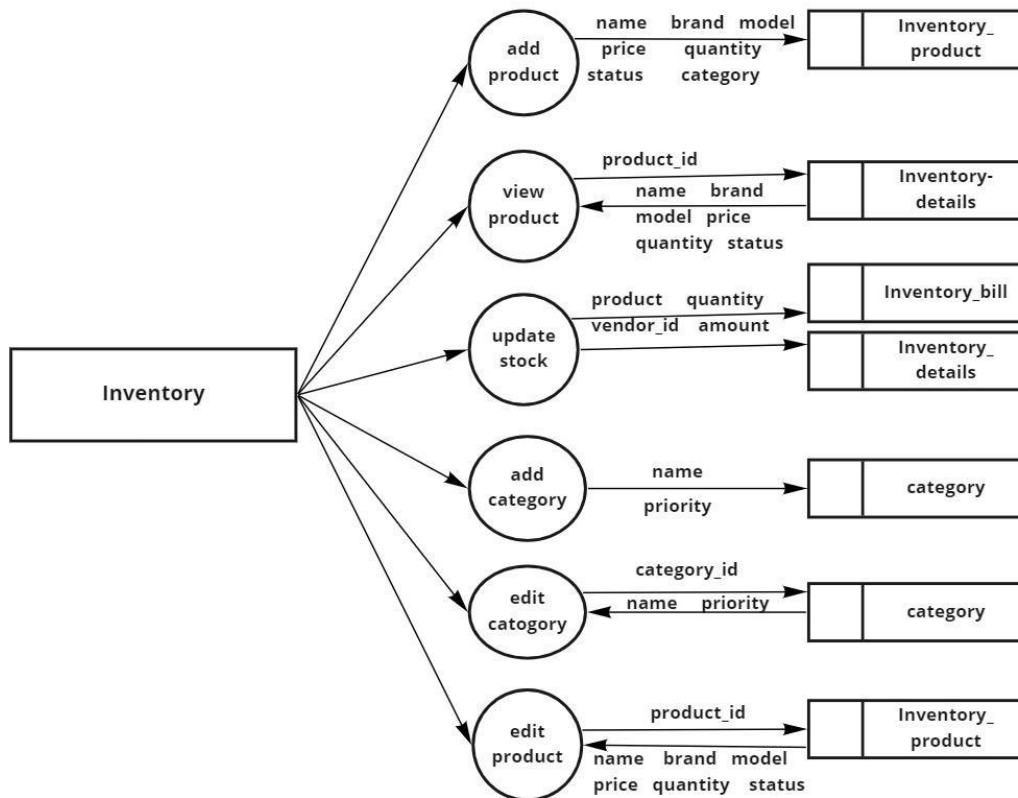 Inventory
add
product
name brand model
price quantity
status category
Inventory_
product
view
product
product_id
name brand
model price
quantity status
Inventory-
details
update
stock
product quantity
vendor_id amount
Inventory_bill
Inventory_
details
add
category
name
priority
category
edit
catogory
category_id
name priority
category
edit
product
product_id
name brand model
price quantity status
Inventory_
product